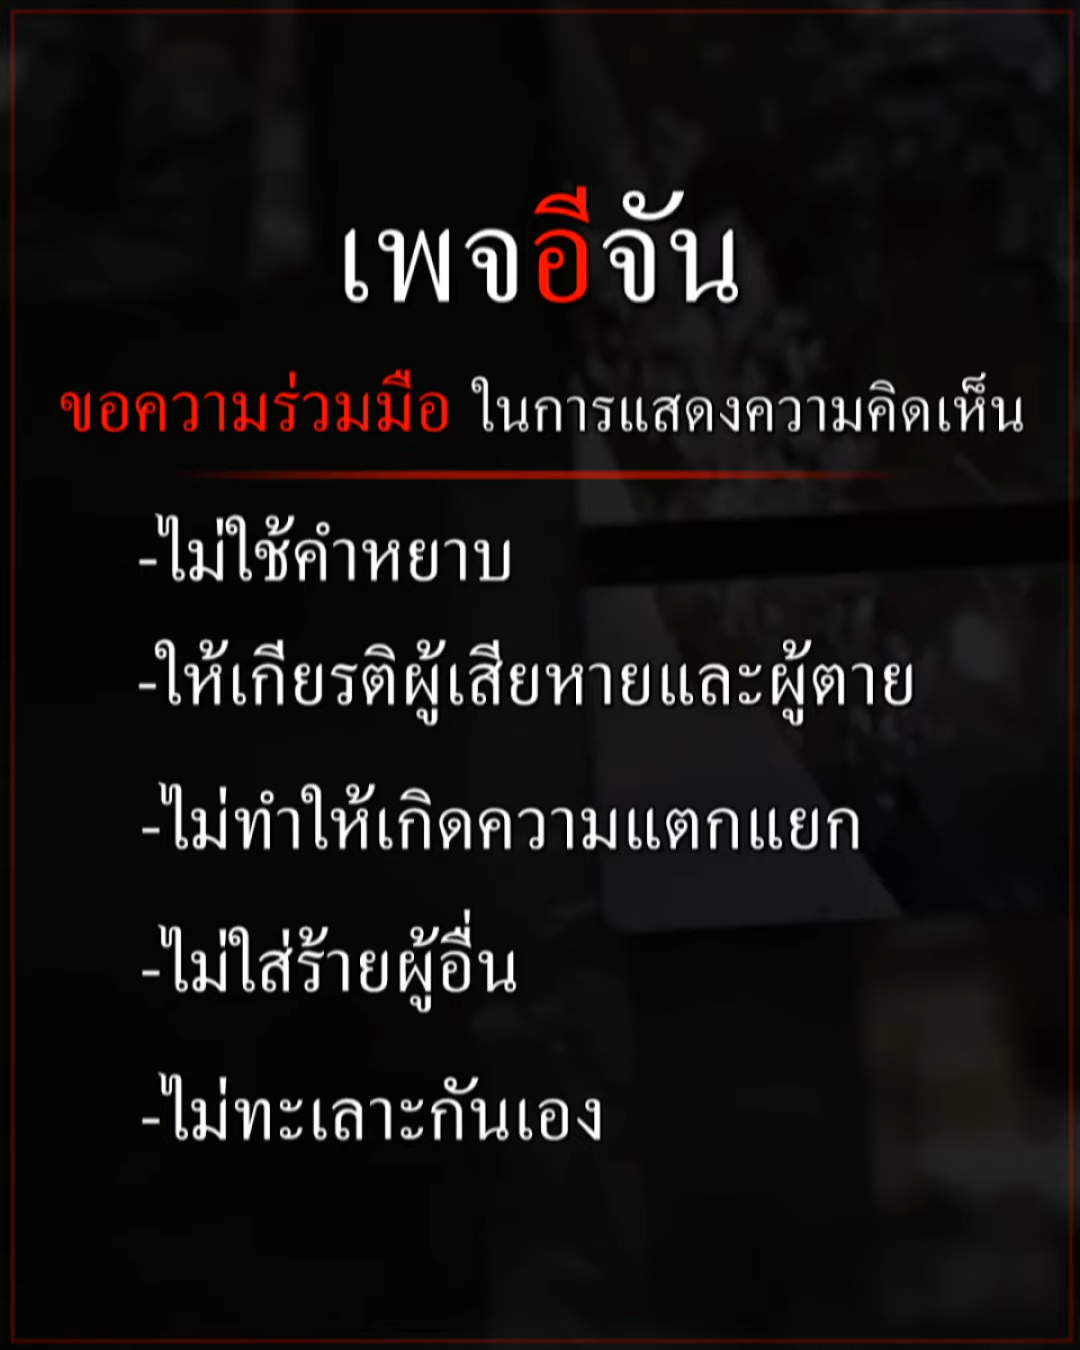 เพจอีจัน
ขอความร่วมมือ ในการแสดงความคิดเห็น
-ไม่ใช้คำหยาบ
-ให้เกียรติผู้เสียหายและผู้ตาย
-ไม่ทำให้เกิดความแตกแยก
-ไม่ใส่ร้ายผู้อื่น
-ไม่ทะเลาะกันเอง